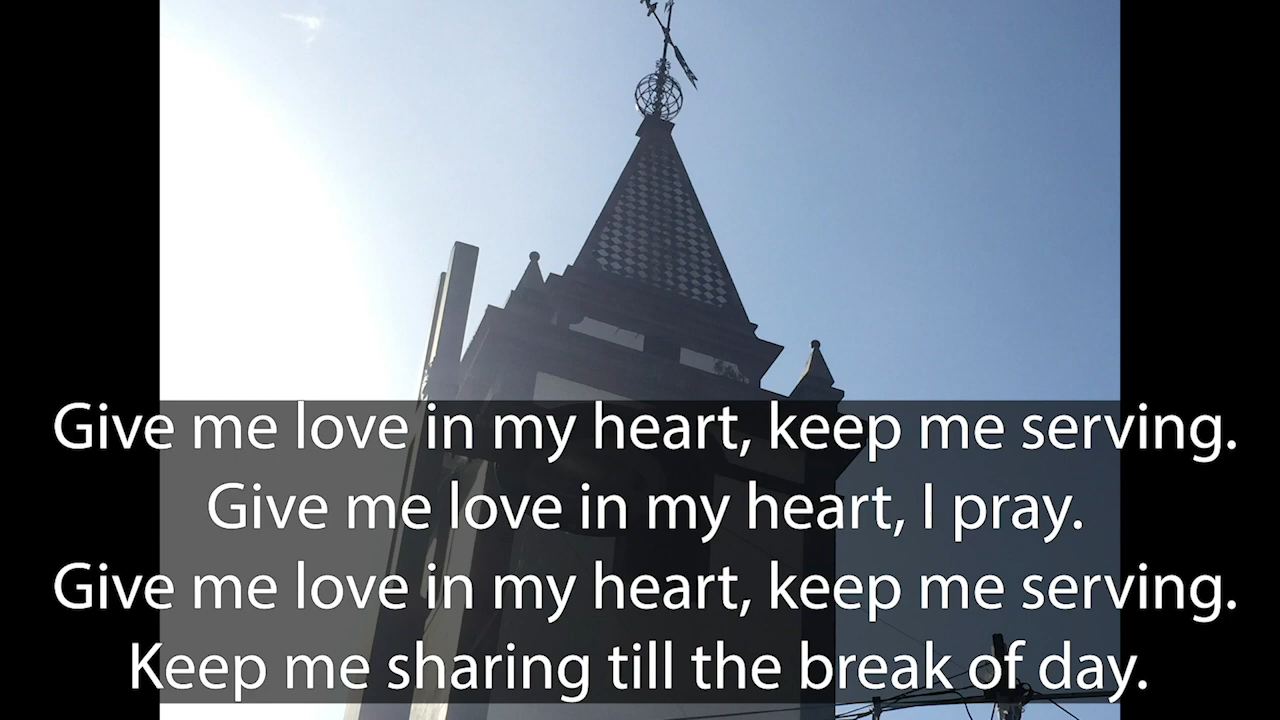 Give me love in my heart, keep me serving.
Give me love in my heart, I pray.
Give me love in my heart, keep me serving.
Keep me sharing till the break of day.